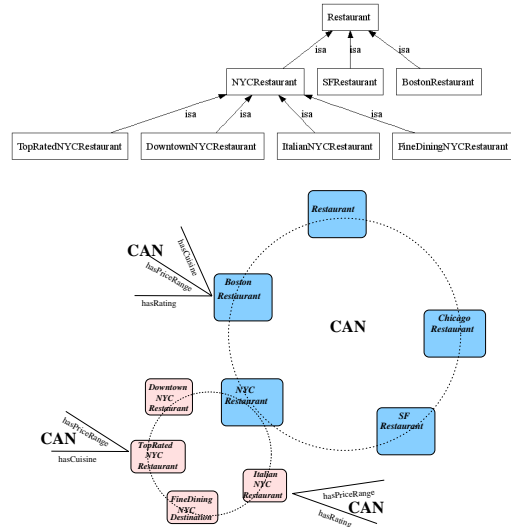 Restaurant
isa
isa
isa
NYCRestaurant
SFRestaurant
BostonRestaurant
isa
isa
isa
isa
TopRatedNYCRestaurant
DowntownNYCRestaurant
ItalianNYCRestaurant
FineDiningNYCRestaurant
Restaurant
CAN
hasCuisine
hasPriceRange
hasRating
Boston
Restaurant
CAN
Chicago
Restaurant
NYC
Restaurant
SF
Restaurant
Downtown
NYC
Restaurant
CAN
hasPriceRange
hasCuisine
TopRated
NYC
Restaurant
Italian
NYC
Restaurant
FineDining
NYC
Destination
hasPriceRange
CAN
hasRating